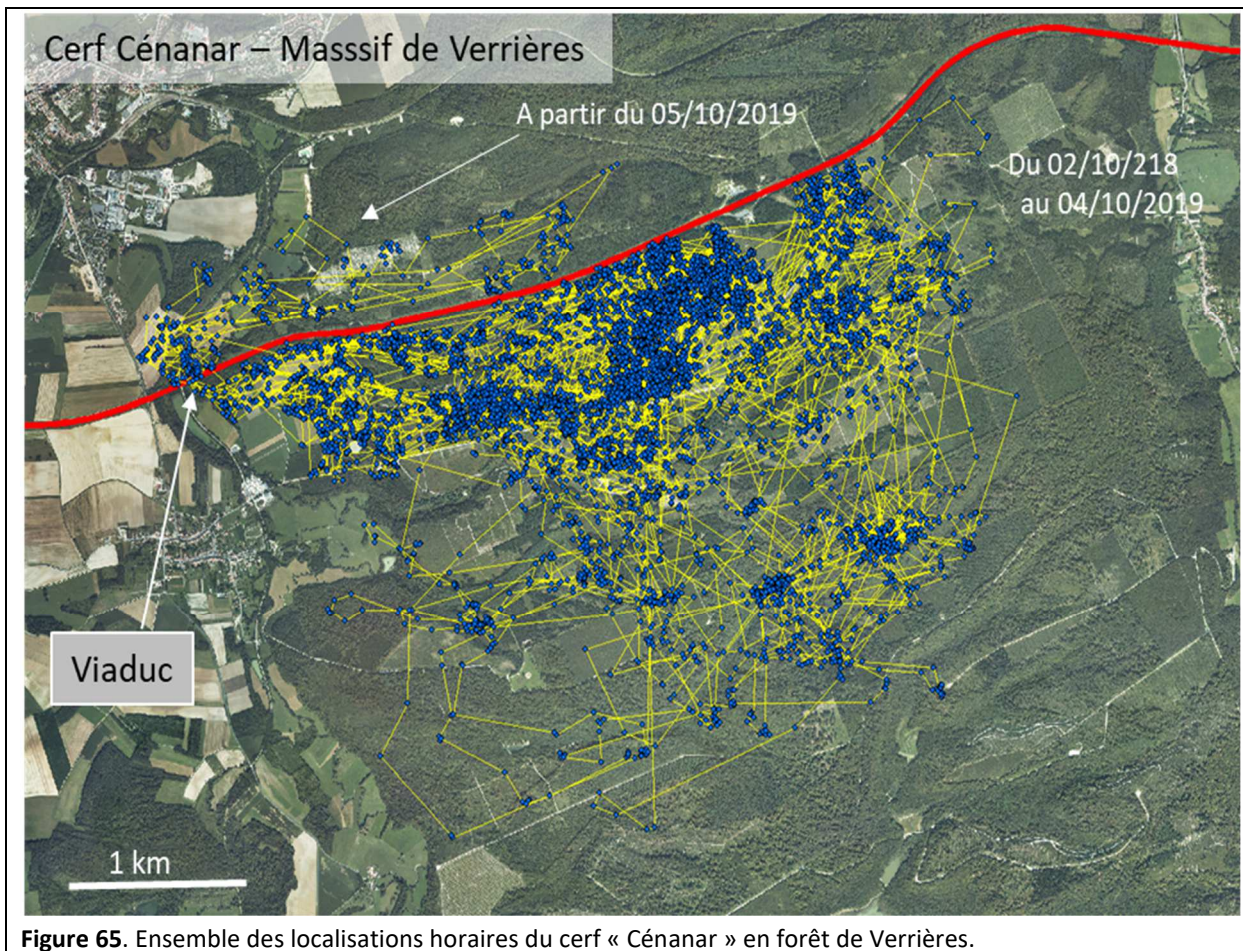 Cerf Cénanar – Masssif de Verrières
A partir du 05/10/2019
Du 02/10/218
au 04/10/2019
Viaduc
1 km
Figure 65. Ensemble des localisations horaires du cerf « Cénanar » en forêt de Verrières.